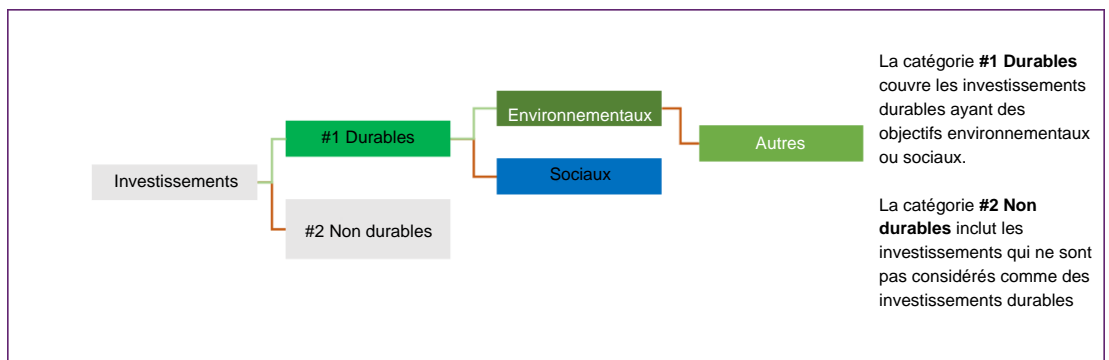 Investissements
#1 Durables
#2 Non durables
Environnementaux
Sociaux
Autres
La catégorie #1 Durables
couvre les investissements
durables ayant des
objectifs environnementaux
ou sociaux.
La catégorie #2 Non
durables inclut les
investissements qui ne sont
pas considérés comme des
investissements durables